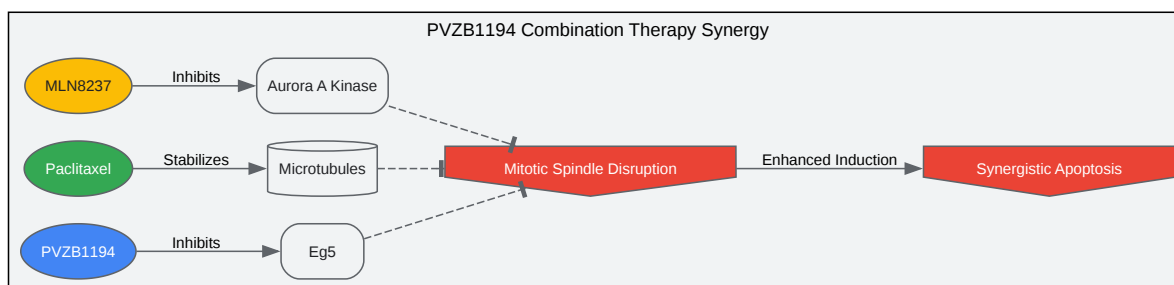 PVZB1194 Combination Therapy Synergy
MLN8237
Inhibits
Aurora A Kinase
Paclitaxel
Stabilizes
Microtubules
Mitotic Spindle Disruption
Enhanced Induction
Synergistic Apoptosis
PVZB1194
Inhibits
Eg5